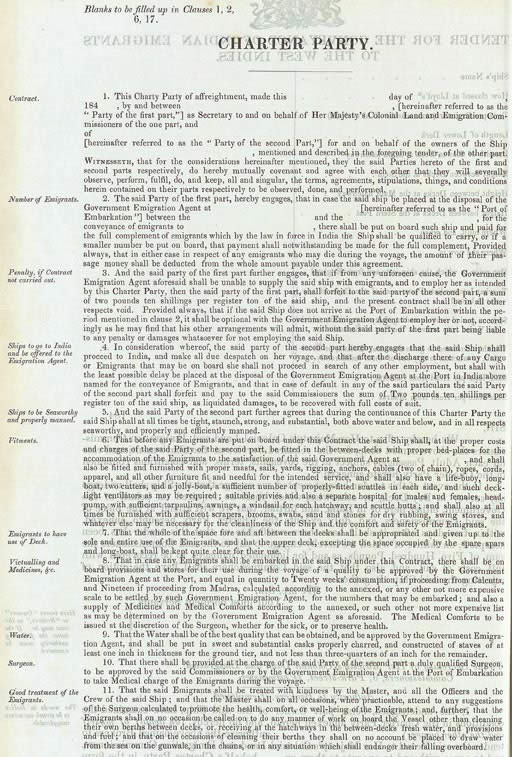 Blanks to be filled up in Clauses 1, 2,
6, 17.
CHARTER PARTY.
Contract.
1. This Charty Party of affreightment, made this day of ,
184 , by and between , [hereinafter referred to as the
“ Party of the first part,”] as Secretary to and on behalf of Her Majesty's Colonial Land and Emigration Com-
missioners of the one part, and
of
[hereinafter referred to as the “ Party of the second Part,”] for and on behalf of the owners of the Ship
, mentioned and described in the foregoing tender, of the other part.
WITNESSETH, that for the considerations hereinafter mentioned, they the said Parties hereto of the first and
second parts respectively, do hereby mutually covenant and agree with each other that they will severally
observe, perform, fulfil, do, and keep, all and singular, the terms, agreements, stipulations, things, and conditions
herein contained on their parts respectively to be observed, done, and performed.
Number of Emigrants.
2. The said Party of the first part, hereby engages, that in case the said ship be placed at the disposal of the
Government Emigration Agent at [hereinafter referred to as the “ Port of
Embarkation ”] between the and the , for the
conveyance of emigrants to , there shall be put on board such ship and paid for
the full complement of emigrants which by the law in force in India the Ship shall be qualified to carry, or if a
smaller number be put on board, that payment shall notwithstanding be made for the full complement, Provided
always, that in either case in respect of any emigrants who may die during the voyage, the amount of their pas-
sage money shall be deducted from the whole amount payable under this agreement.
Penalty, if Contract
not carried out.
3. And the said party of the first part further engages, that if from any unforeseen cause, the Government
Emigration Agent aforesaid shall be unable to supply the said ship with emigrants, and to employ her as intended
by this Charter Party, then the said party of the first part, shall forfeit to the said party of the second part, a sum
of two pounds ten shillings per register ton of the said ship, and the present contract shall be in all other
respects void. Provided always, that if the said Ship does not arrive at the Port of Embarkation within the pe-
riod mentioned in clause 2, it shall be optional with the Government Emigration Agent to employ her or not, accord-
ingly as he may find that his other arrangements will admit, without the said party of the first part being liable
to any penalty or damages whatsoever for not employing the said Ship.
Ships to go to India
and be offered to the
Emigration Agent.
4. In consideration whereof, the said party of the second part hereby engages that the said Ship shall
proceed to India, and make all due despatch on her voyage, and that after the discharge there of any Cargo
or Emigrants that may be on board she shall not proceed in search of any other employment, but shall with
the least possible delay be placed at the disposal of the Government Emigration Agent at the Port in India above
named for the conveyance of Emigrants, and that in case of default in any of the said particulars the said Party
of the second part shall forfeit and pay to the said Commissioners the sum of Two pounds ten shillings per
register ton of the said ship, as liquidated damages, to be recovered with full costs of suit.
Ships to be Seaworthy
and properly manned.
5. And the said Party of the second part further agrees that during the continuance of this Charter Party the
said Ship shall at all times be tight, staunch, strong, and substantial, both above water and below, and in all respects
seaworthy, and properly and efficiently manned.
Fitments.
6. That before any Emigrants are put on board under this Contract the said Ship shall, at the proper costs
and charges of the said Party of the second part, be fitted in the between-decks with proper bed-places for the
accommodation of the Emigrants to the satisfaction of the said Government Agent at , and shall
also be fitted and furnished with proper masts, sails, yards, rigging, anchors, cables (two of chain), ropes, cords,
apparel, and all other furniture fit and needful for the intended service, and shall also have a life-buoy, long-
boat, two cutters, and a jolly-boat, a sufficient number of properly-fitted scuttles in each side, and such deck-
light ventilators as may be required ; suitable privies and also a separate hospital for males and females, head-
pump, with sufficient tarpaulins, awnings, a windsail for each hatchway, and scuttle butts ; and shall also at all
times be furnished with sufficient scrapers, brooms, swabs, sand and stones for dry rubbing, swing stoves, and
whatever else may be necessary for the cleanliness of the Ship and the comfort and safety of the Emigrants.
Emigrants to have
use of Deck.
7. That the whole of the space fore and aft between the decks shall be appropriated and given up to the
sole and entire use of the Emigrants, and that the upper deck, excepting the space occupied by the spare spars
and long-boat, shall be kept quite clear for their use.
Victualling and
Medicines, &c.
8. That in case any Emigrants shall be embarked in the said Ship under this Contract, there shall be on
board provisions and stores for their use during the voyage of a quality to be approved by the Government
Emigration Agent at the Port, and equal in quantity to Twenty weeks' consumption, if proceeding from Calcutta,
and Nineteen if proceeding from Madras, calculated according to the annexed, or any other not more expensive
scale to be settled by such Government Emigration Agent, for the numbers that may be embarked ; and also a
supply of Medicines and Medical Comforts according to the annexed, or such other not more expensive list
as may be determined on by the Government Emigration Agent as aforesaid. The Medical Comforts to be
issued at the discretion of the Surgeon, whether for the sick, or to preserve health.
Water.
9. That the Water shall be of the best quality that can be obtained, and be approved by the Government Emigra-
tion Agent, and shall be put in sweet and substantial casks properly charred, and constructed of staves of at
least one inch in thickness for the ground tier, and not less than three-quarters of an inch for the remainder.
Surgeon.
10. That there shall be provided at the charge of the said Party of the second part a duly qualified Surgeon,
to be approved by the said Commissioners or by the Government Emigration Agent at the Port of Embarkation
to take Medical charge of the Emigrants during the voyage.
Good treatment of the
Emigrants.
11. That the said Emigrants shall be treated with kindness by the Master, and all the Officers and the
Crew of the said Ship ; and that the Master shall on all occasions, when practicable, attend to any suggestions
of the Surgeon calculated to promote the health, comfort, or well-being of the Emigrants ; and, further, that the
Emigrants shall on no occasion be called on to do any manner of work on board the Vessel other than cleaning
their own berths between decks, or receiving at the hatchways in the between-decks fresh water, and provisions
and fuel ; and that on the occasions of cleaning their berths they shall on no account be placed to draw water
from the sea on the gunwale, in the chains, or in any situation which shall endanger their falling overboard.